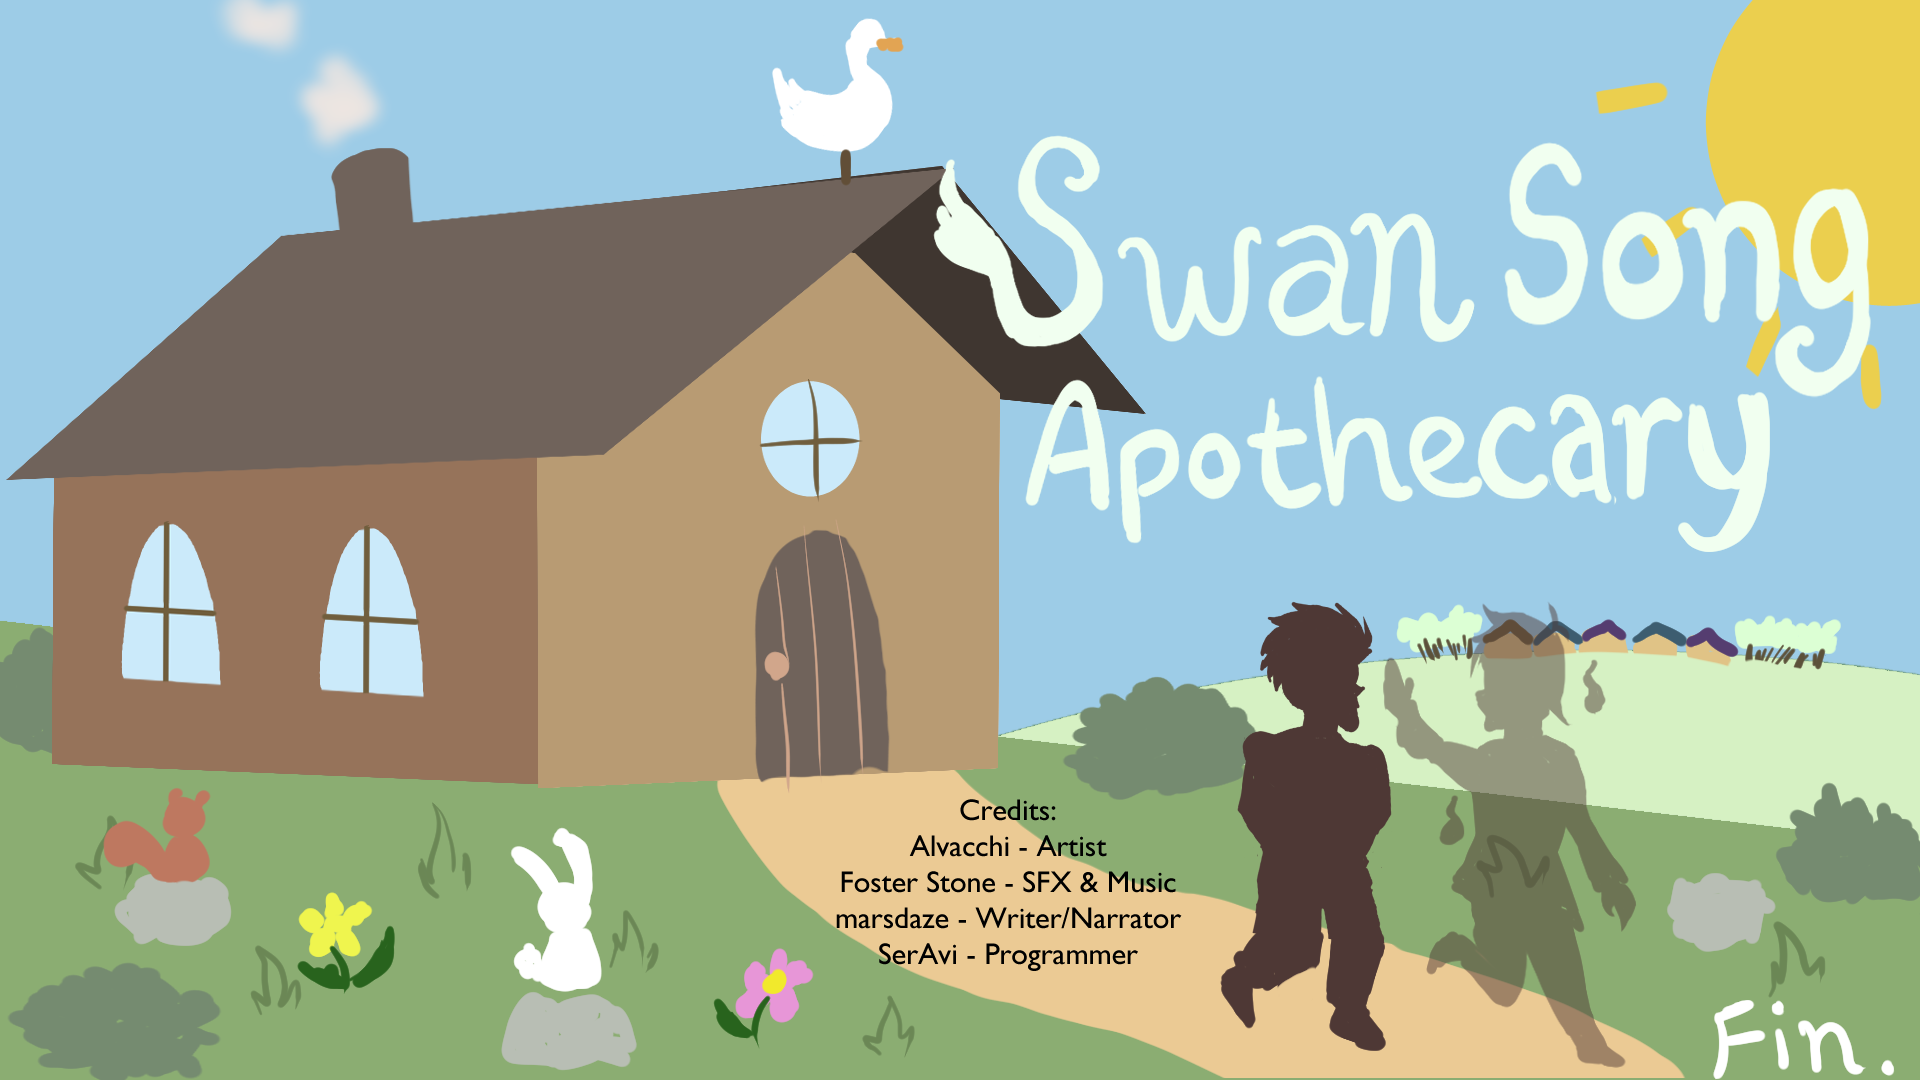 Swan Song
Apothecary
Credits:
Alvacchi - Artist
Foster Stone - SFX & Music
marsdaze - Writer/Narrator
SerAvi - Programmer
Fin.